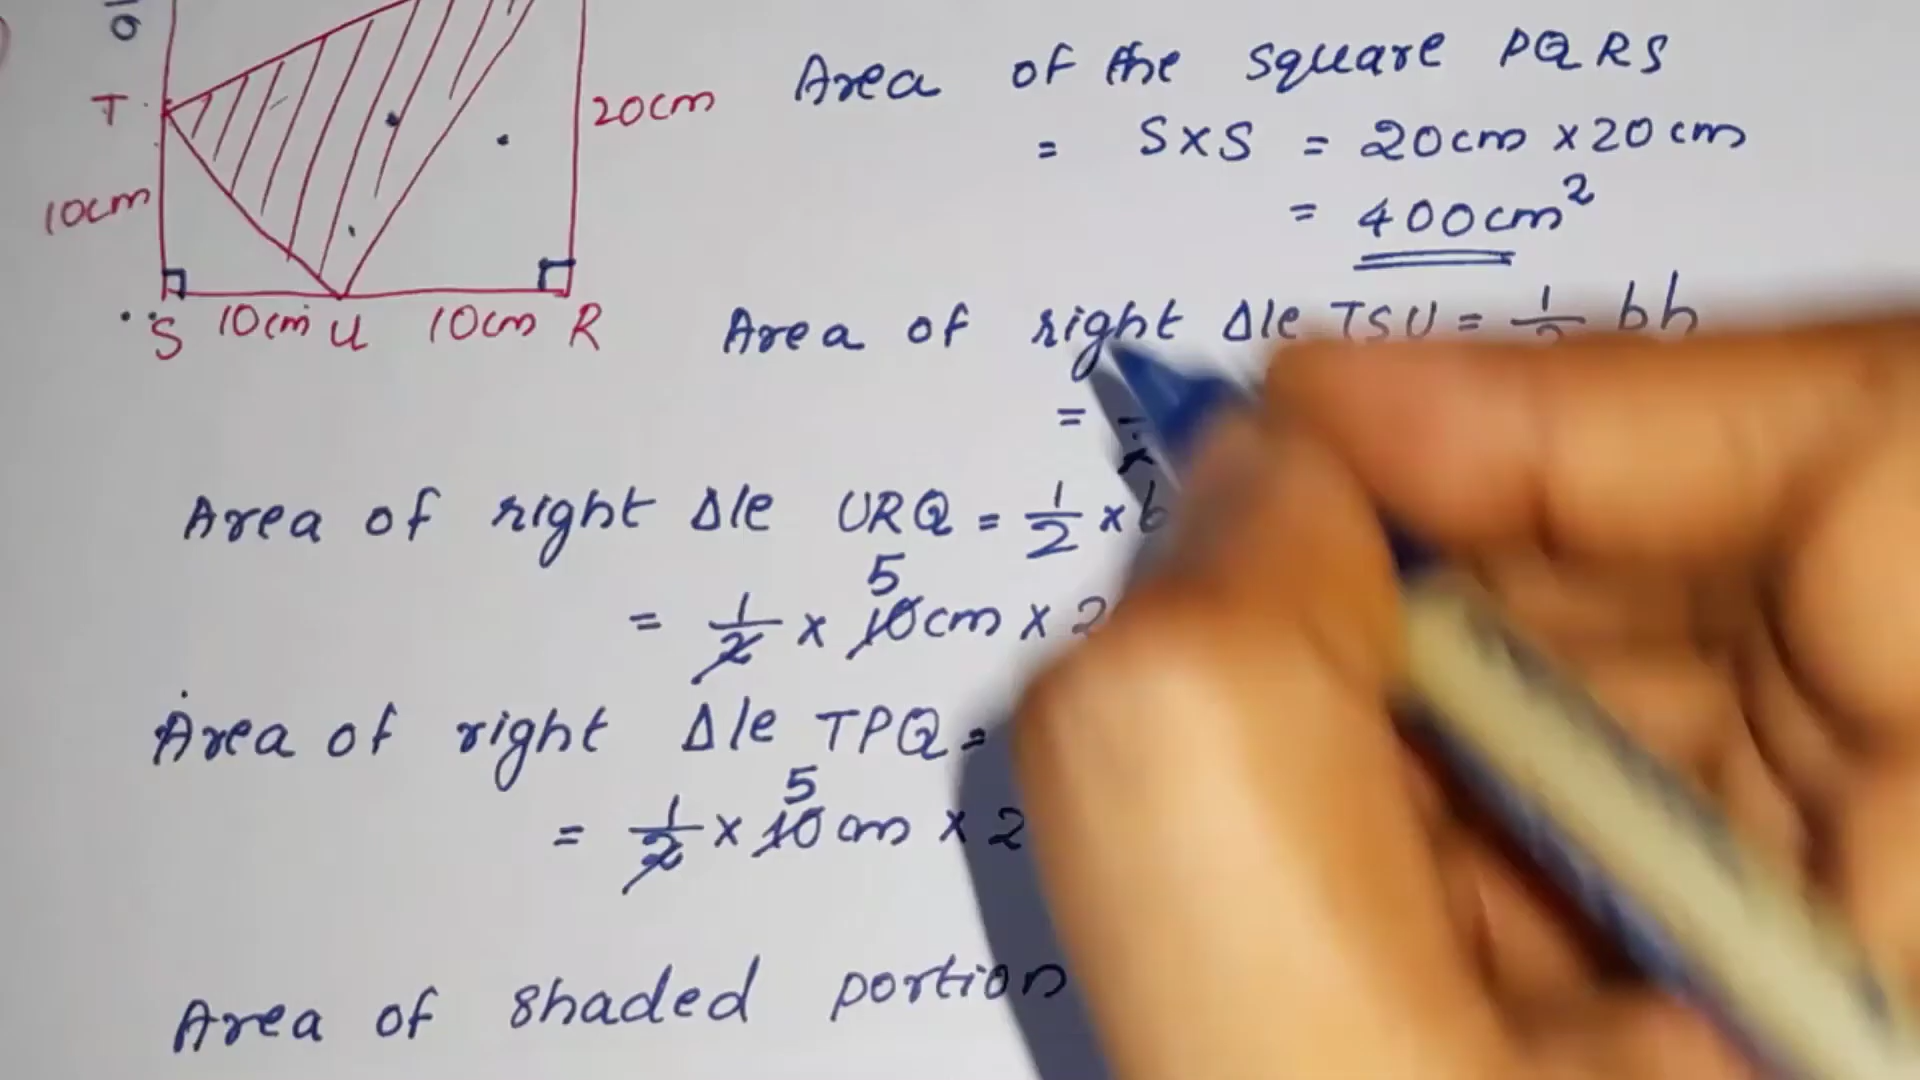 10
T
20cm
10cm
S 10cm U 10cm R
Area of the square PQRS
= S×S = 20cm × 20cm
= 400cm²
Area of right Δle TSU = 1/2 bh
=
Area of right Δle URQ = 1/2 × b
5
= 1/2 × 10cm × 2
Area of right Δle TPQ =
5
= 1/2 × 10cm × 2
Area of shaded portion